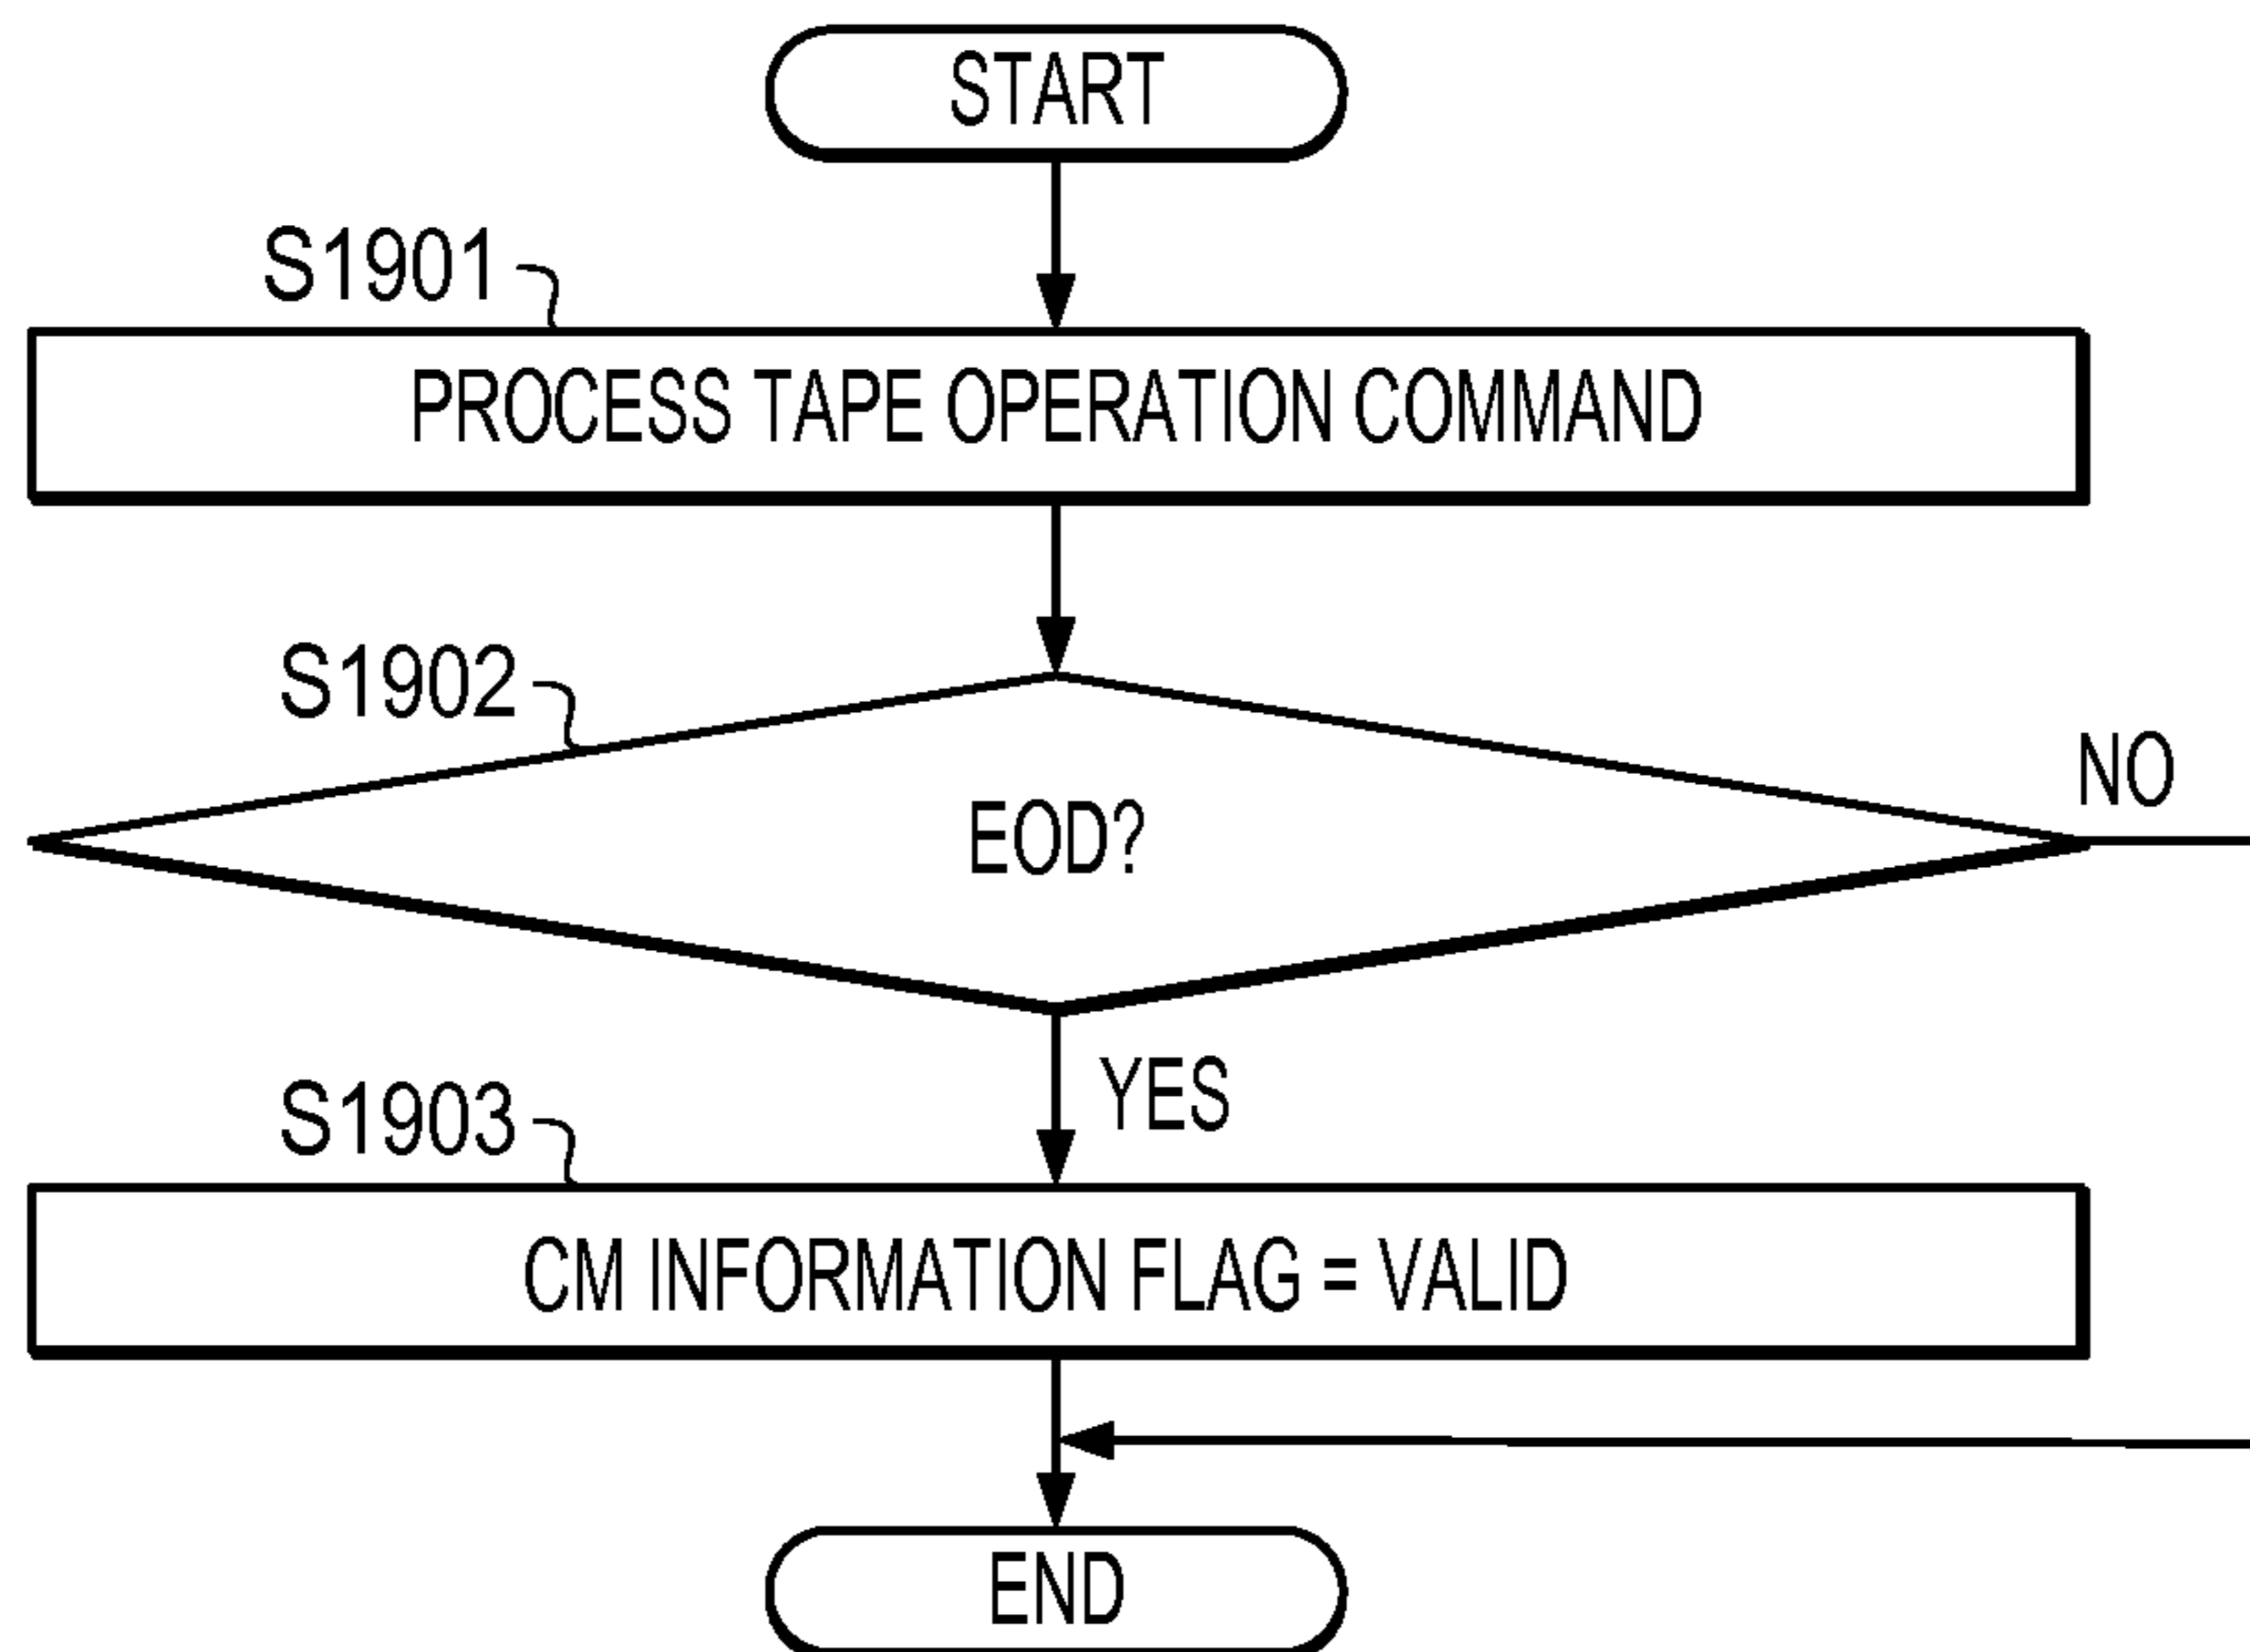 START
S1901
PROCESS TAPE OPERATION COMMAND
S1902
EOD?
NO
YES
S1903
CM INFORMATION FLAG = VALID
END